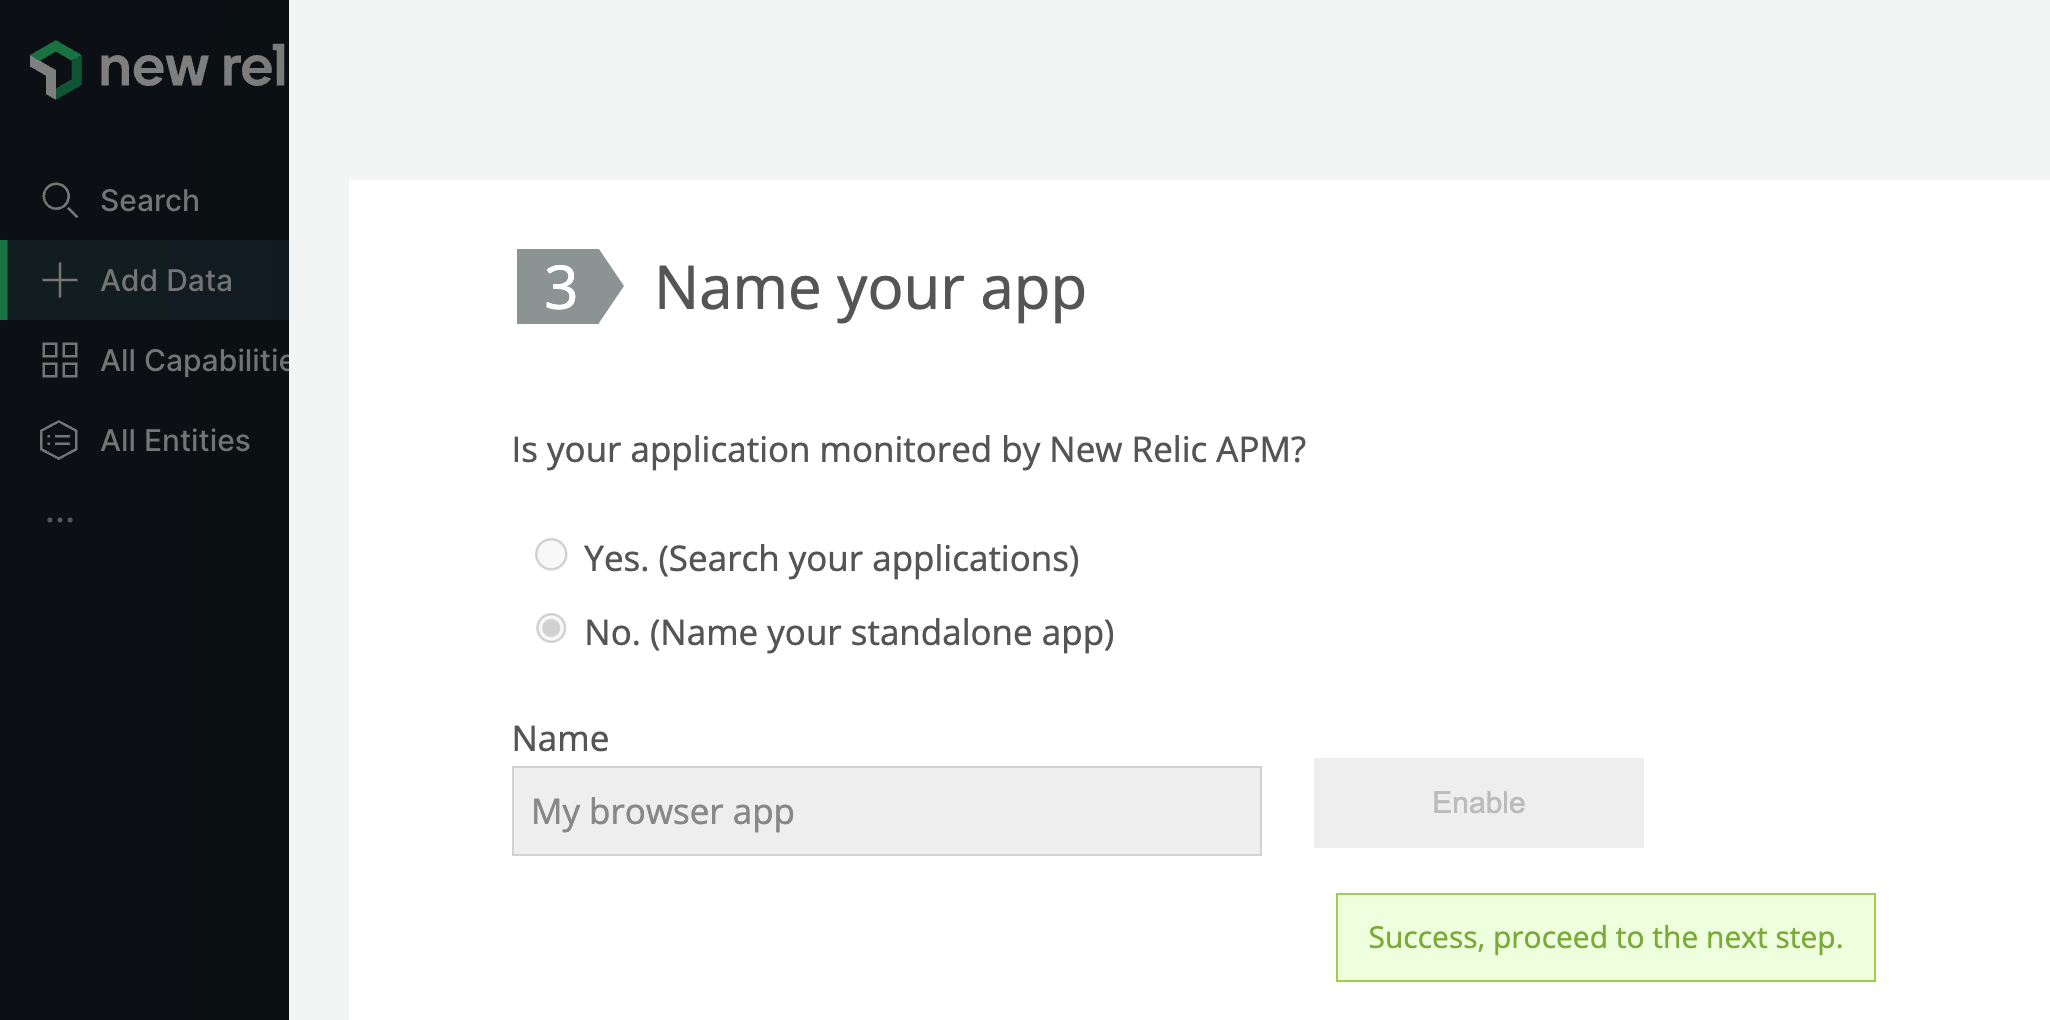 new rel
Search
Add Data
All Capabilitie
All Entities
...
3 Name your app
Is your application monitored by New Relic APM?
Yes. (Search your applications)
No. (Name your standalone app)
Name
My browser app
Enable
Success, proceed to the next step.